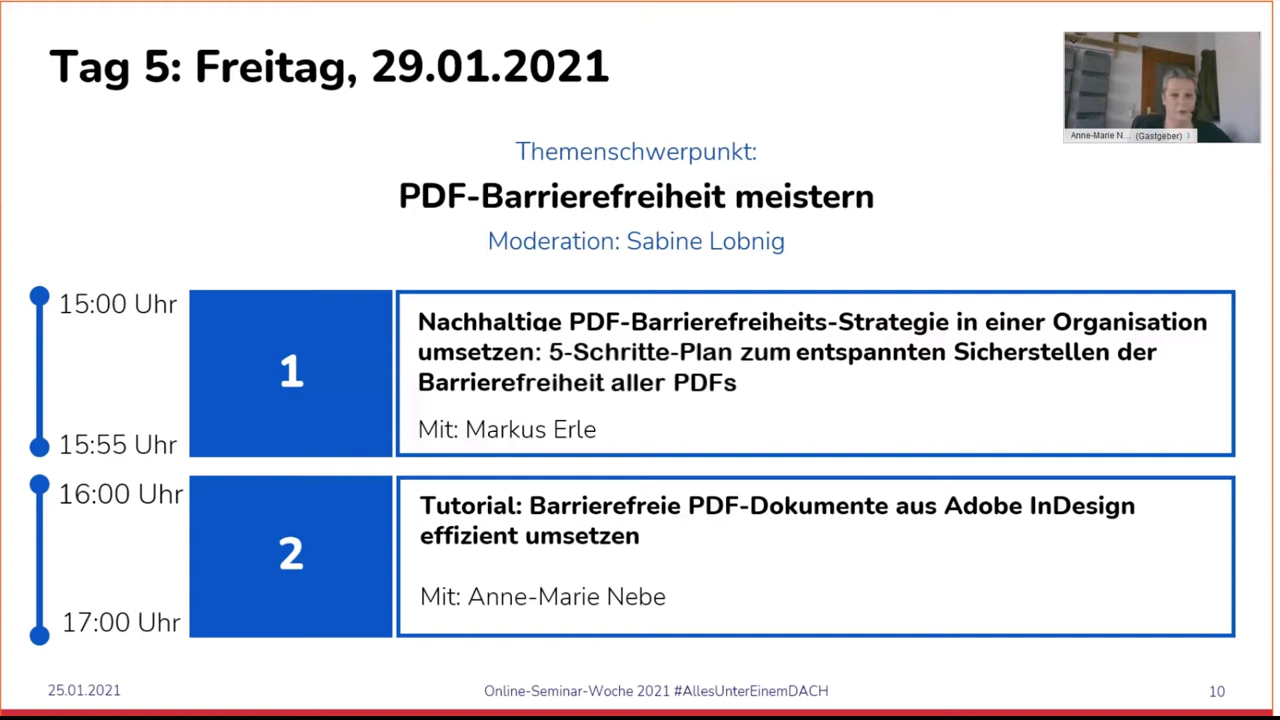 Tag 5: Freitag, 29.01.2021
Anne-Marie N... (Gastgeber)
Themenschwerpunkt:
PDF-Barrierefreiheit meistern
Moderation: Sabine Lobnig
15:00 Uhr
15:55 Uhr
1
Nachhaltige PDF-Barrierefreiheits-Strategie in einer Organisation
umsetzen: 5-Schritte-Plan zum entspannten Sicherstellen der
Barrierefreiheit aller PDFs
Mit: Markus Erle
16:00 Uhr
17:00 Uhr
2
Tutorial: Barrierefreie PDF-Dokumente aus Adobe InDesign
effizient umsetzen
Mit: Anne-Marie Nebe
25.01.2021
Online-Seminar-Woche 2021 #AllesUnterEinemDACH
10